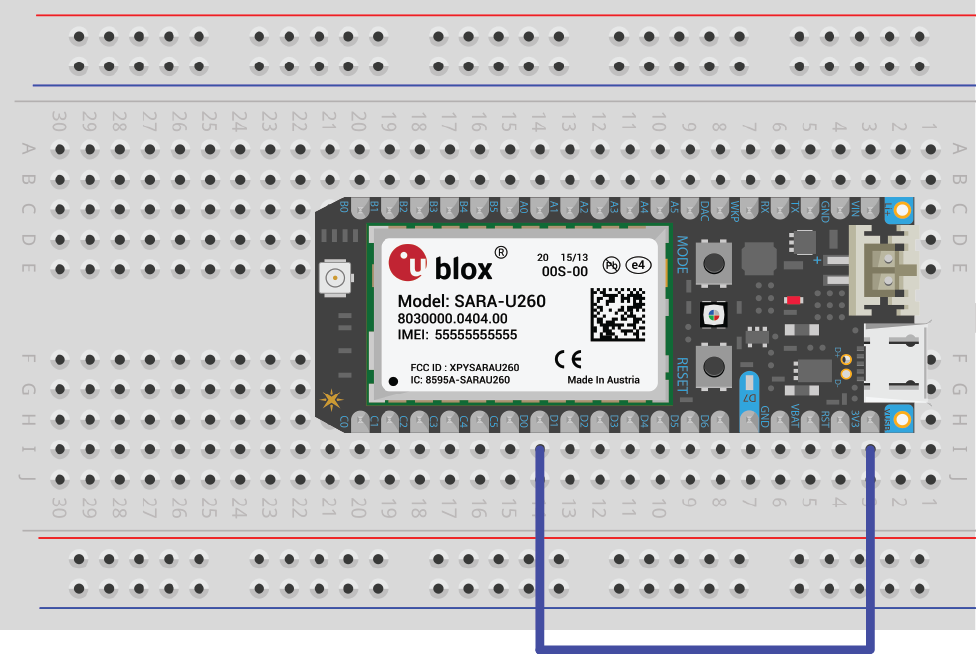 30 29 28 27 26 25 24 23 22 21 20 19 18 17 16 15 14 13 12 11 10 9 8 7 6 5 4 3 2 1
A A
B B
C B0 B1 B2 B3 B4 B5 A0 A1 A2 A3 A4 A5 DAC WKP RX TX GND VIN Li+ C
D D
E E
MODE
u blox ®
20 15/13
00S-00
Pb e4
+
Model: SARA-U260
8030000.0404.00
IMEI: 55555555555
CE
FCC ID : XPYSARAU260
IC: 8595A-SARAU260
Made In Austria
RESET
D+
D-
D7
F F
G G
H C0 C1 C2 C3 C4 C5 D0 D1 D2 D3 D4 D5 D6 GND VBAT RST 3V3 H
I I
J J
30 29 28 27 26 25 24 23 22 21 20 19 18 17 16 15 13 12 11 10 9 8 7 6 5 4 2 1